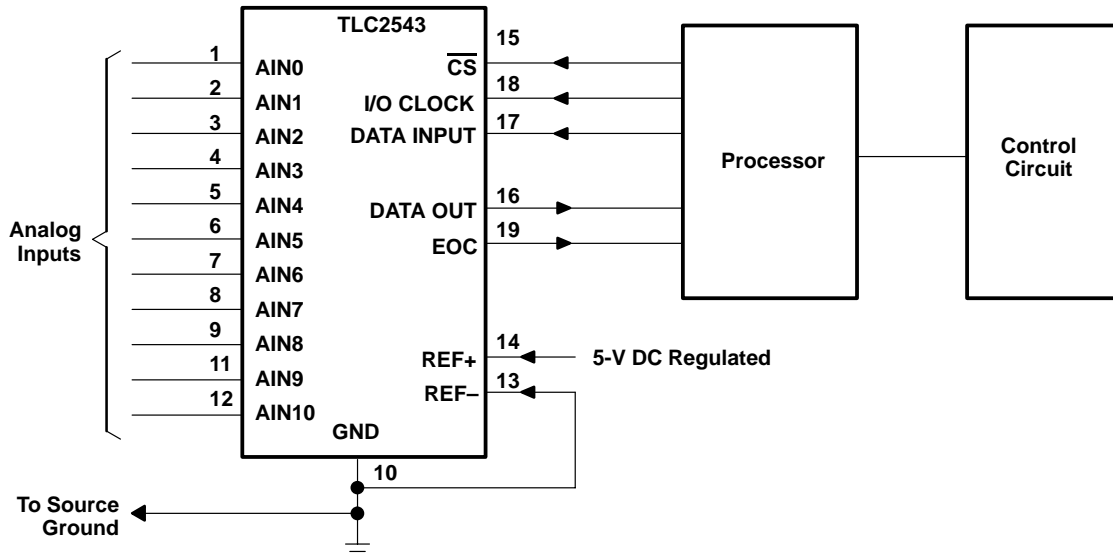 TLC2543
1
AIN0
2
AIN1
3
AIN2
4
AIN3
5
AIN4
6
AIN5
7
AIN6
8
AIN7
9
AIN8
11
AIN9
12
AIN10
Analog
Inputs
15
CS
18
I/O CLOCK
17
DATA INPUT
16
DATA OUT
19
EOC
14
REF+
5-V DC Regulated
13
REF–
GND
10
To Source
Ground
Processor
Control
Circuit